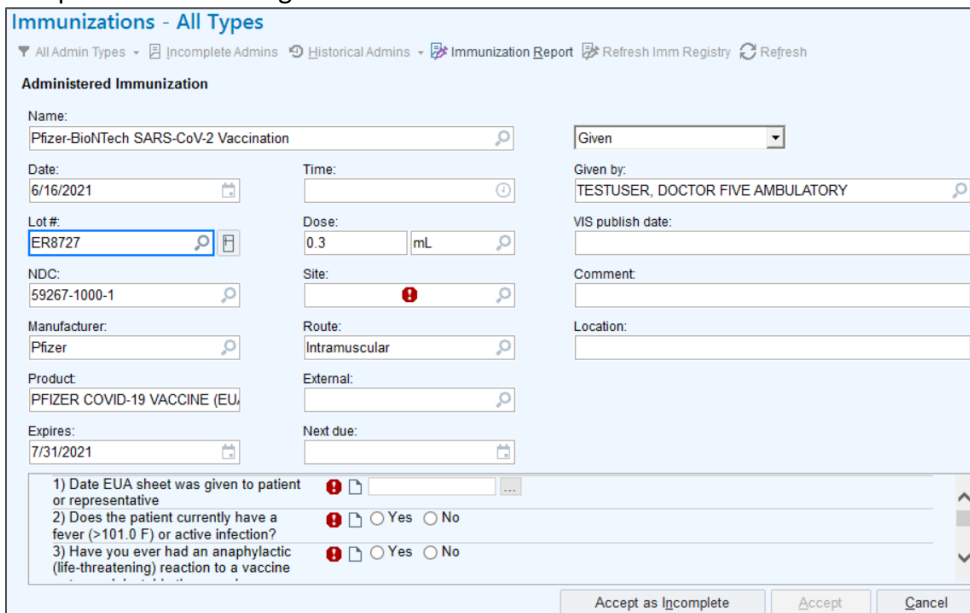 Immunizations - All Types
All Admin Types Incomplete Admins Historical Admins Immunization Report Refresh Imm Registry Refresh
Administered Immunization
Name:
Pfizer-BioNTech SARS-CoV-2 Vaccination Given
Date: Time: Given by:
6/16/2021 TESTUSER, DOCTOR FIVE AMBULATORY
Lot #: Dose: VIS publish date:
ER8727 0.3 mL
NDC: Site: Comment:
59267-1000-1
Manufacturer: Route: Location:
Pfizer Intramuscular
Product: External:
PFIZER COVID-19 VACCINE (EUA
Expires: Next due:
7/31/2021
1) Date EUA sheet was given to patient ...
or representative
2) Does the patient currently have a Yes No
fever (>101.0 F) or active infection?
3) Have you ever had an anaphylactic Yes No
(life-threatening) reaction to a vaccine
Accept as Incomplete Accept Cancel